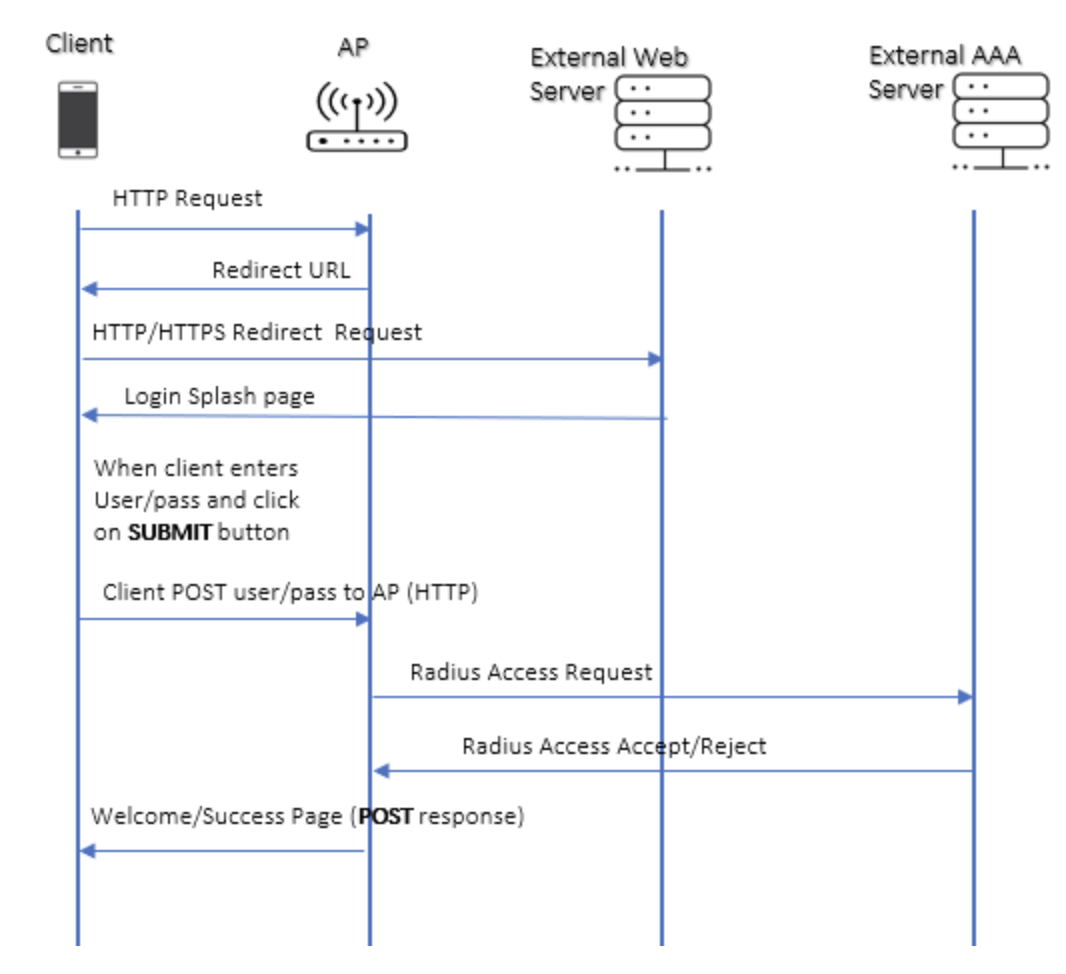 Client
AP
External Web
Server
External AAA
Server
HTTP Request
Redirect URL
HTTP/HTTPS Redirect  Request
Login Splash page
When client enters
User/pass and click
on SUBMIT button
Client POST user/pass to AP (HTTP)
Radius Access Request
Radius Access Accept/Reject
Welcome/Success Page (POST response)